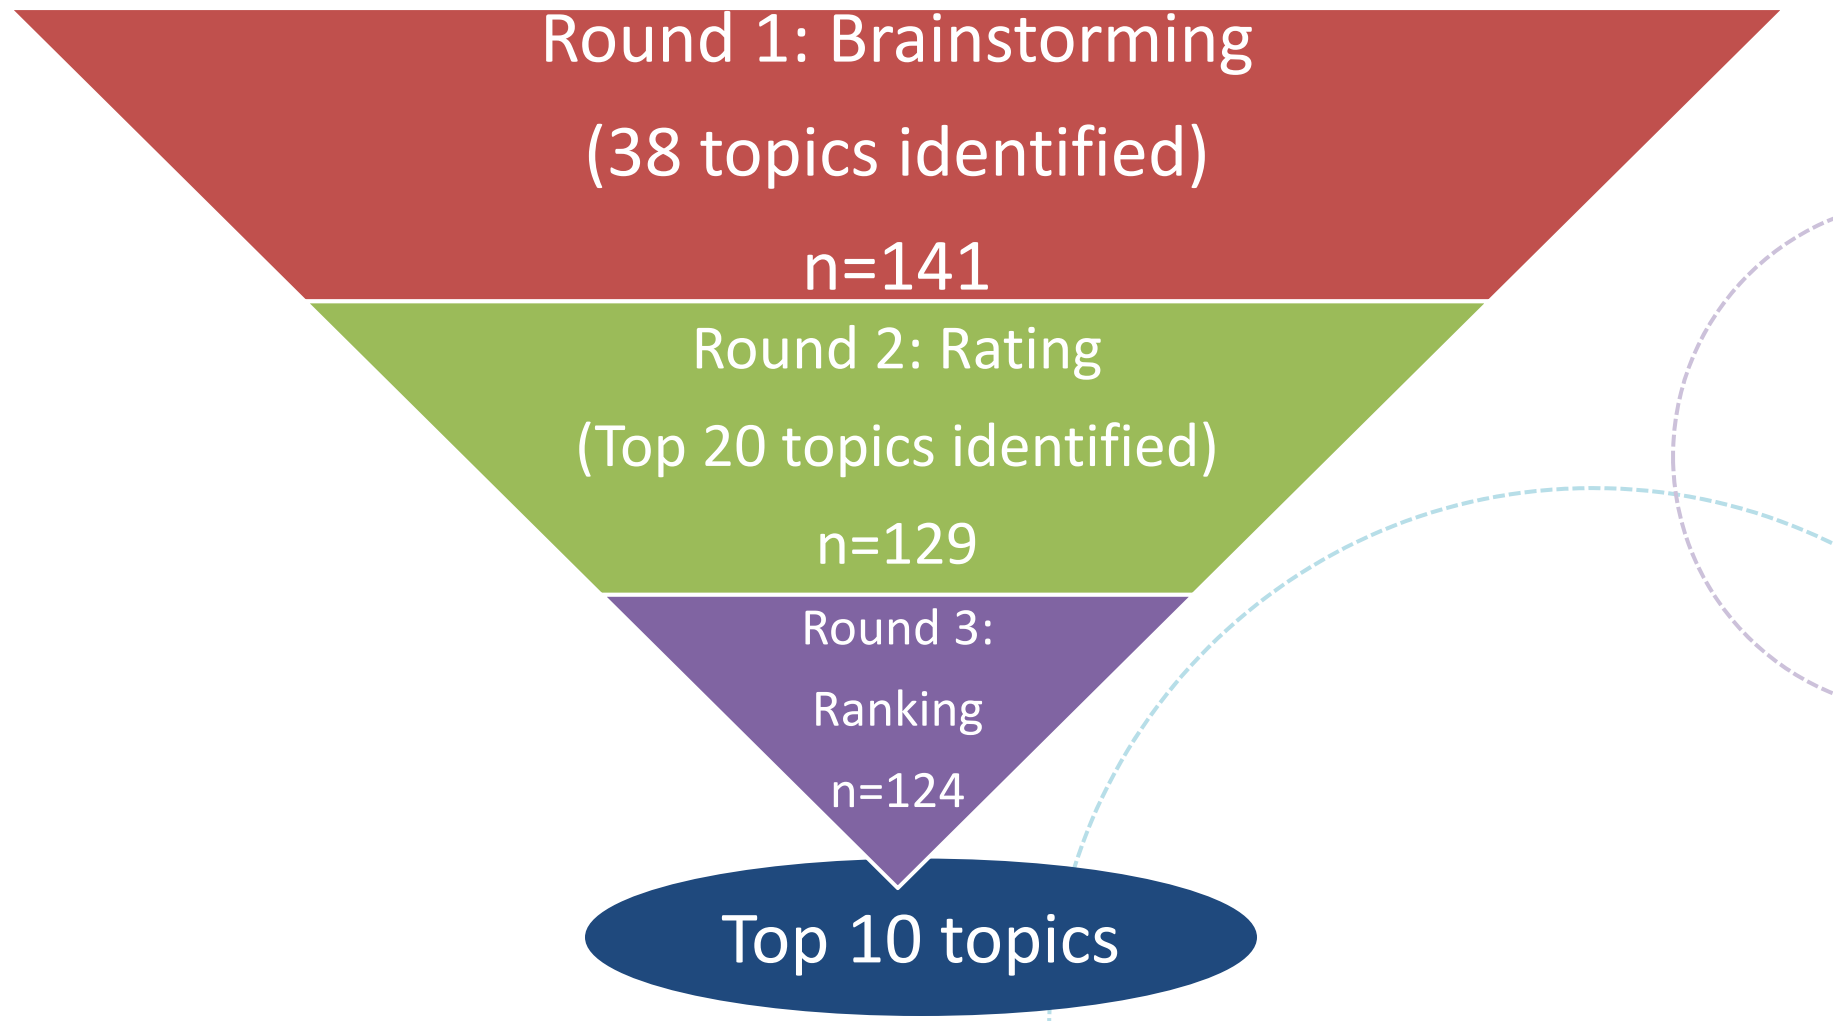 Round 1: Brainstorming
(38 topics identified)
n=141
Round 2: Rating
(Top 20 topics identified)
n=129
Round 3:
Ranking
n=124
Top 10 topics